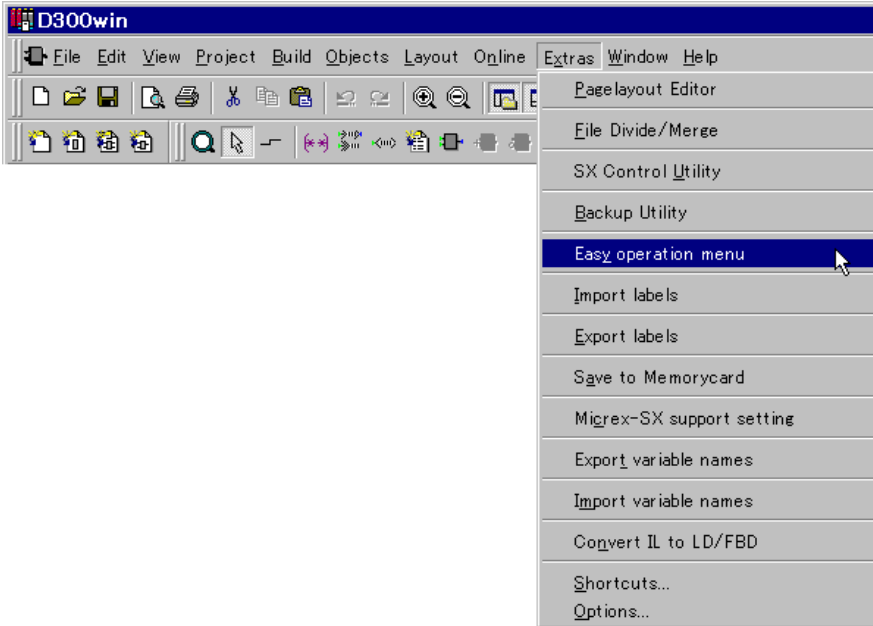 D300win
File Edit View Project Build Objects Layout Online Extras Window Help
Pagelayout Editor
File Divide/Merge
SX Control Utility
Backup Utility
Easy operation menu
Import labels
Export labels
Save to Memorycard
Micrex-SX support setting
Export variable names
Import variable names
Convert IL to LD/FBD
Shortcuts...
Options...